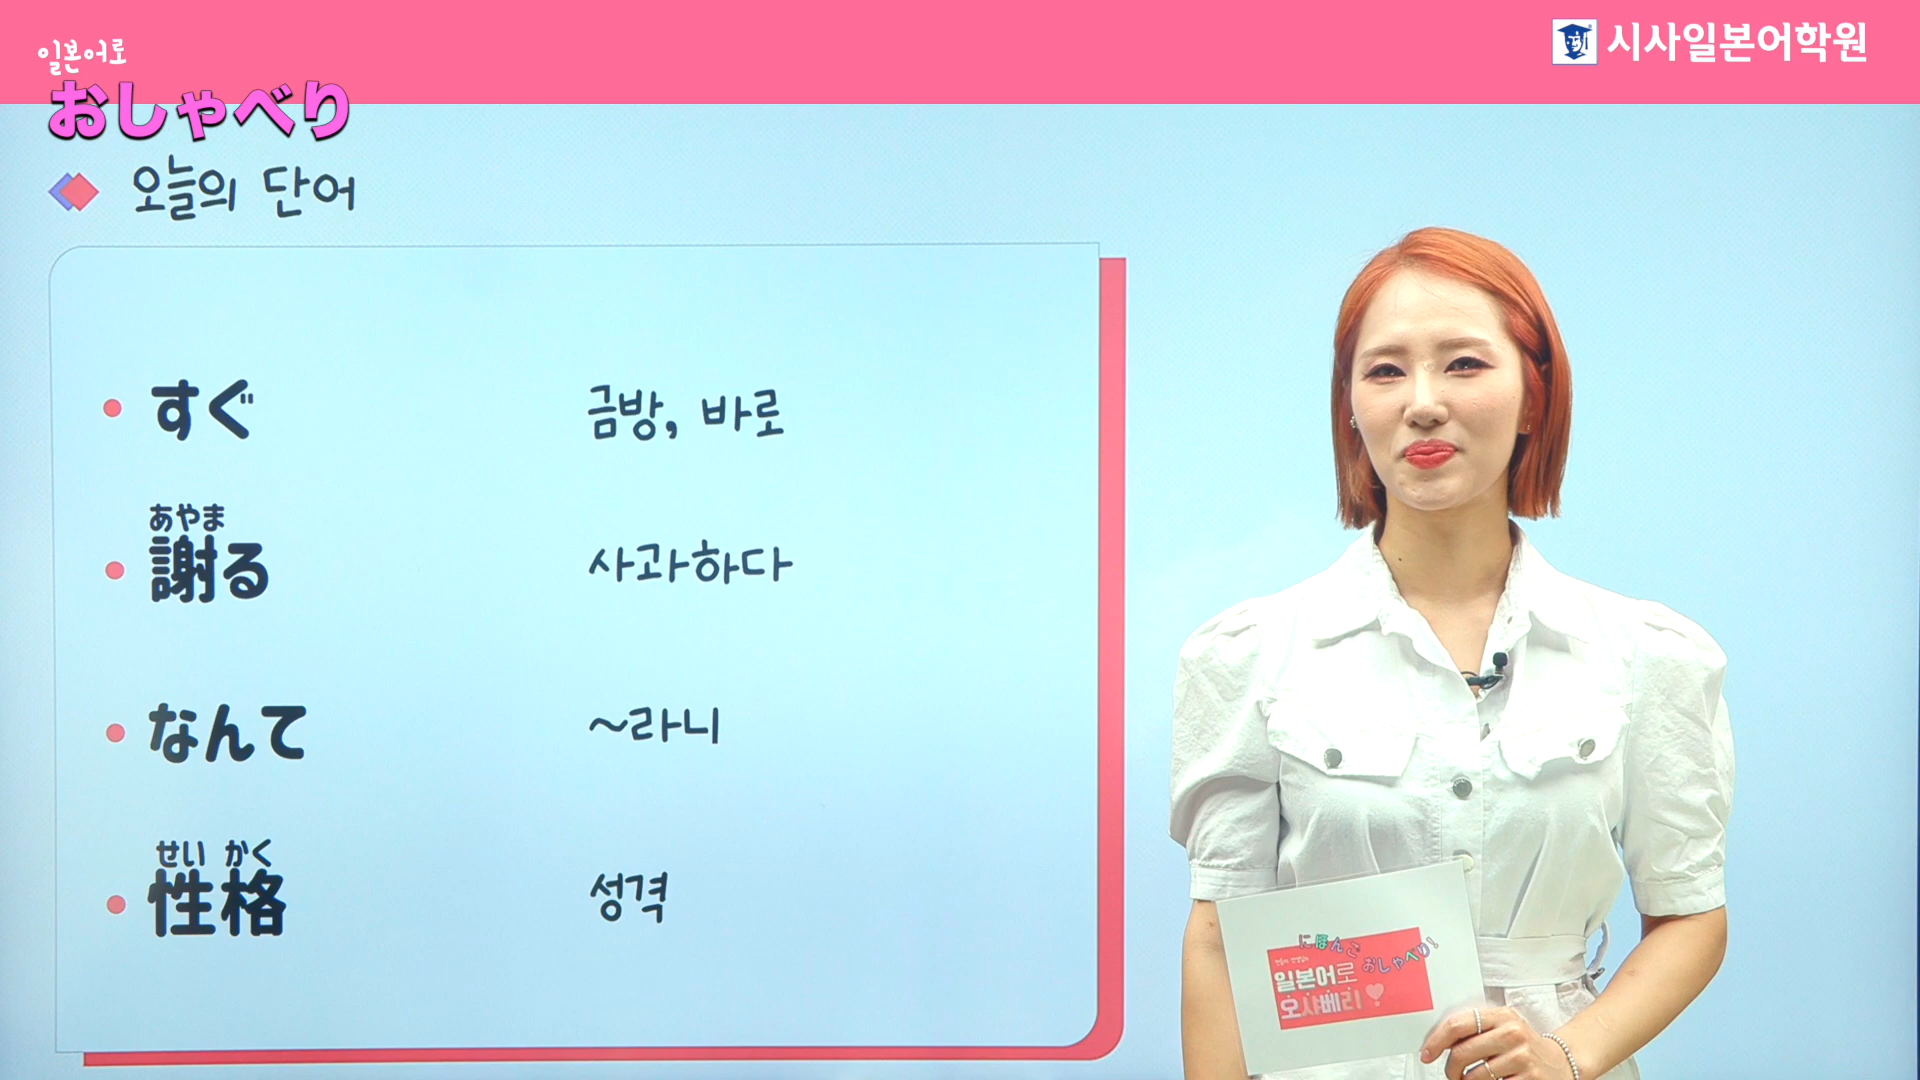 일본어로
おしゃべり
시사일본어학원
오늘의 단어
すぐ 금방, 바로
あやま
謝る 사과하다
なんて ~라니
せい かく
性格 성격
にほんご
おしゃべり!
일본어로
오샤베리